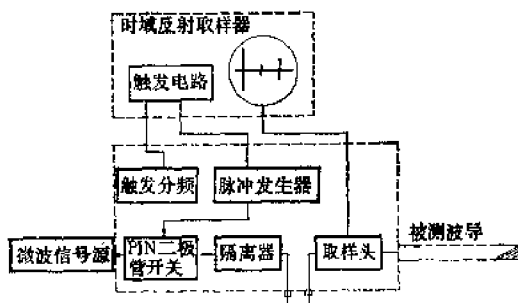 时域反射取样器
触发电路
触发分频
脉冲发生器
微波信号源
PIN二极
管开关
隔离器
取样头
被测波导